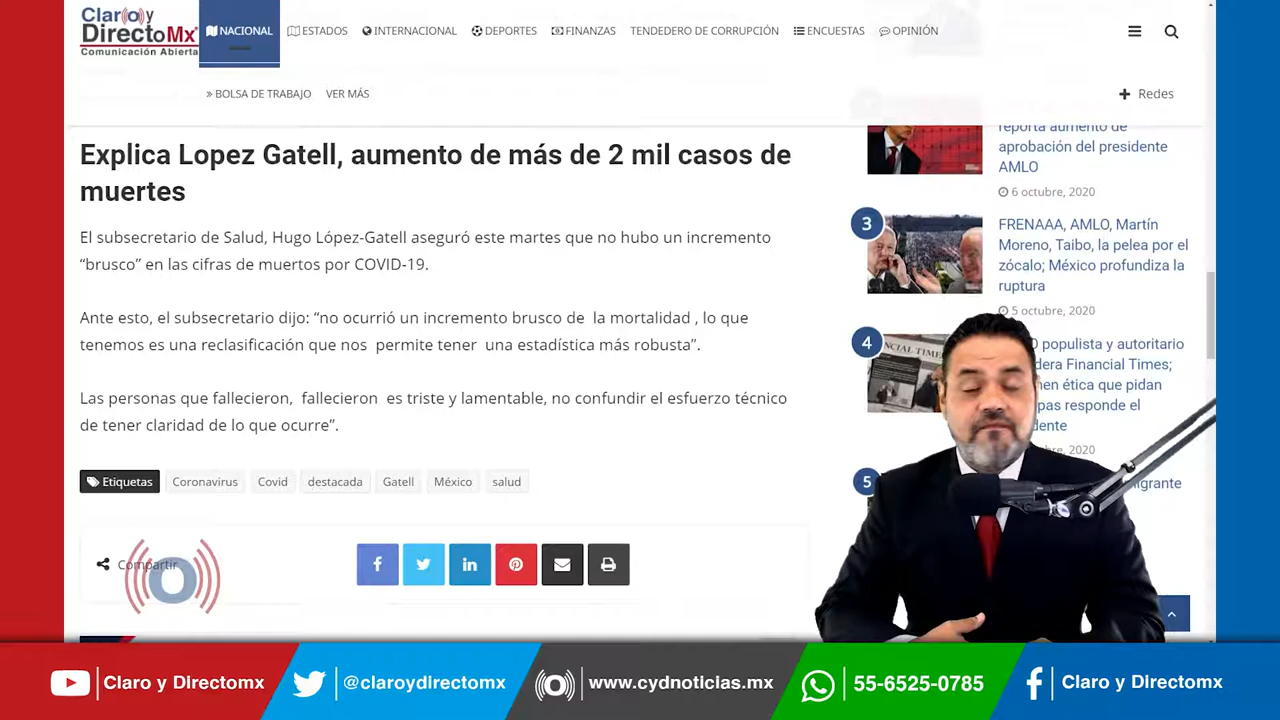 Claro y
DirectoMx
Comunicación Abierta
NACIONAL
ESTADOS
INTERNACIONAL
DEPORTES
FINANZAS
TENDEDERO DE CORRUPCIÓN
ENCUESTAS
OPINIÓN
» BOLSA DE TRABAJO
VER MÁS
+ Redes
Explica Lopez Gatell, aumento de más de 2 mil casos de
muertes
El subsecretario de Salud, Hugo López-Gatell aseguró este martes que no hubo un incremento
“brusco” en las cifras de muertos por COVID-19.
Ante esto, el subsecretario dijo: “no ocurrió un incremento brusco de la mortalidad , lo que
tenemos es una reclasificación que nos permite tener una estadística más robusta”.
Las personas que fallecieron, fallecieron es triste y lamentable, no confundir el esfuerzo técnico
de tener claridad de lo que ocurre”.
Etiquetas
Coronavirus
Covid
destacada
Gatell
México
salud
Compartir
reporta aumento de
aprobación del presidente
AMLO
6 octubre, 2020
3
FRENAAA, AMLO, Martín
Moreno, Taibo, la pelea por el
zócalo; México profundiza la
ruptura
5 octubre, 2020
4
populista y autoritario
Financial Times;
ética que pidan
responde el
2020
5
Claro y Directomx
@claroydirectomx
www.cydnoticias.mx
55-6525-0785
Claro y Directomx